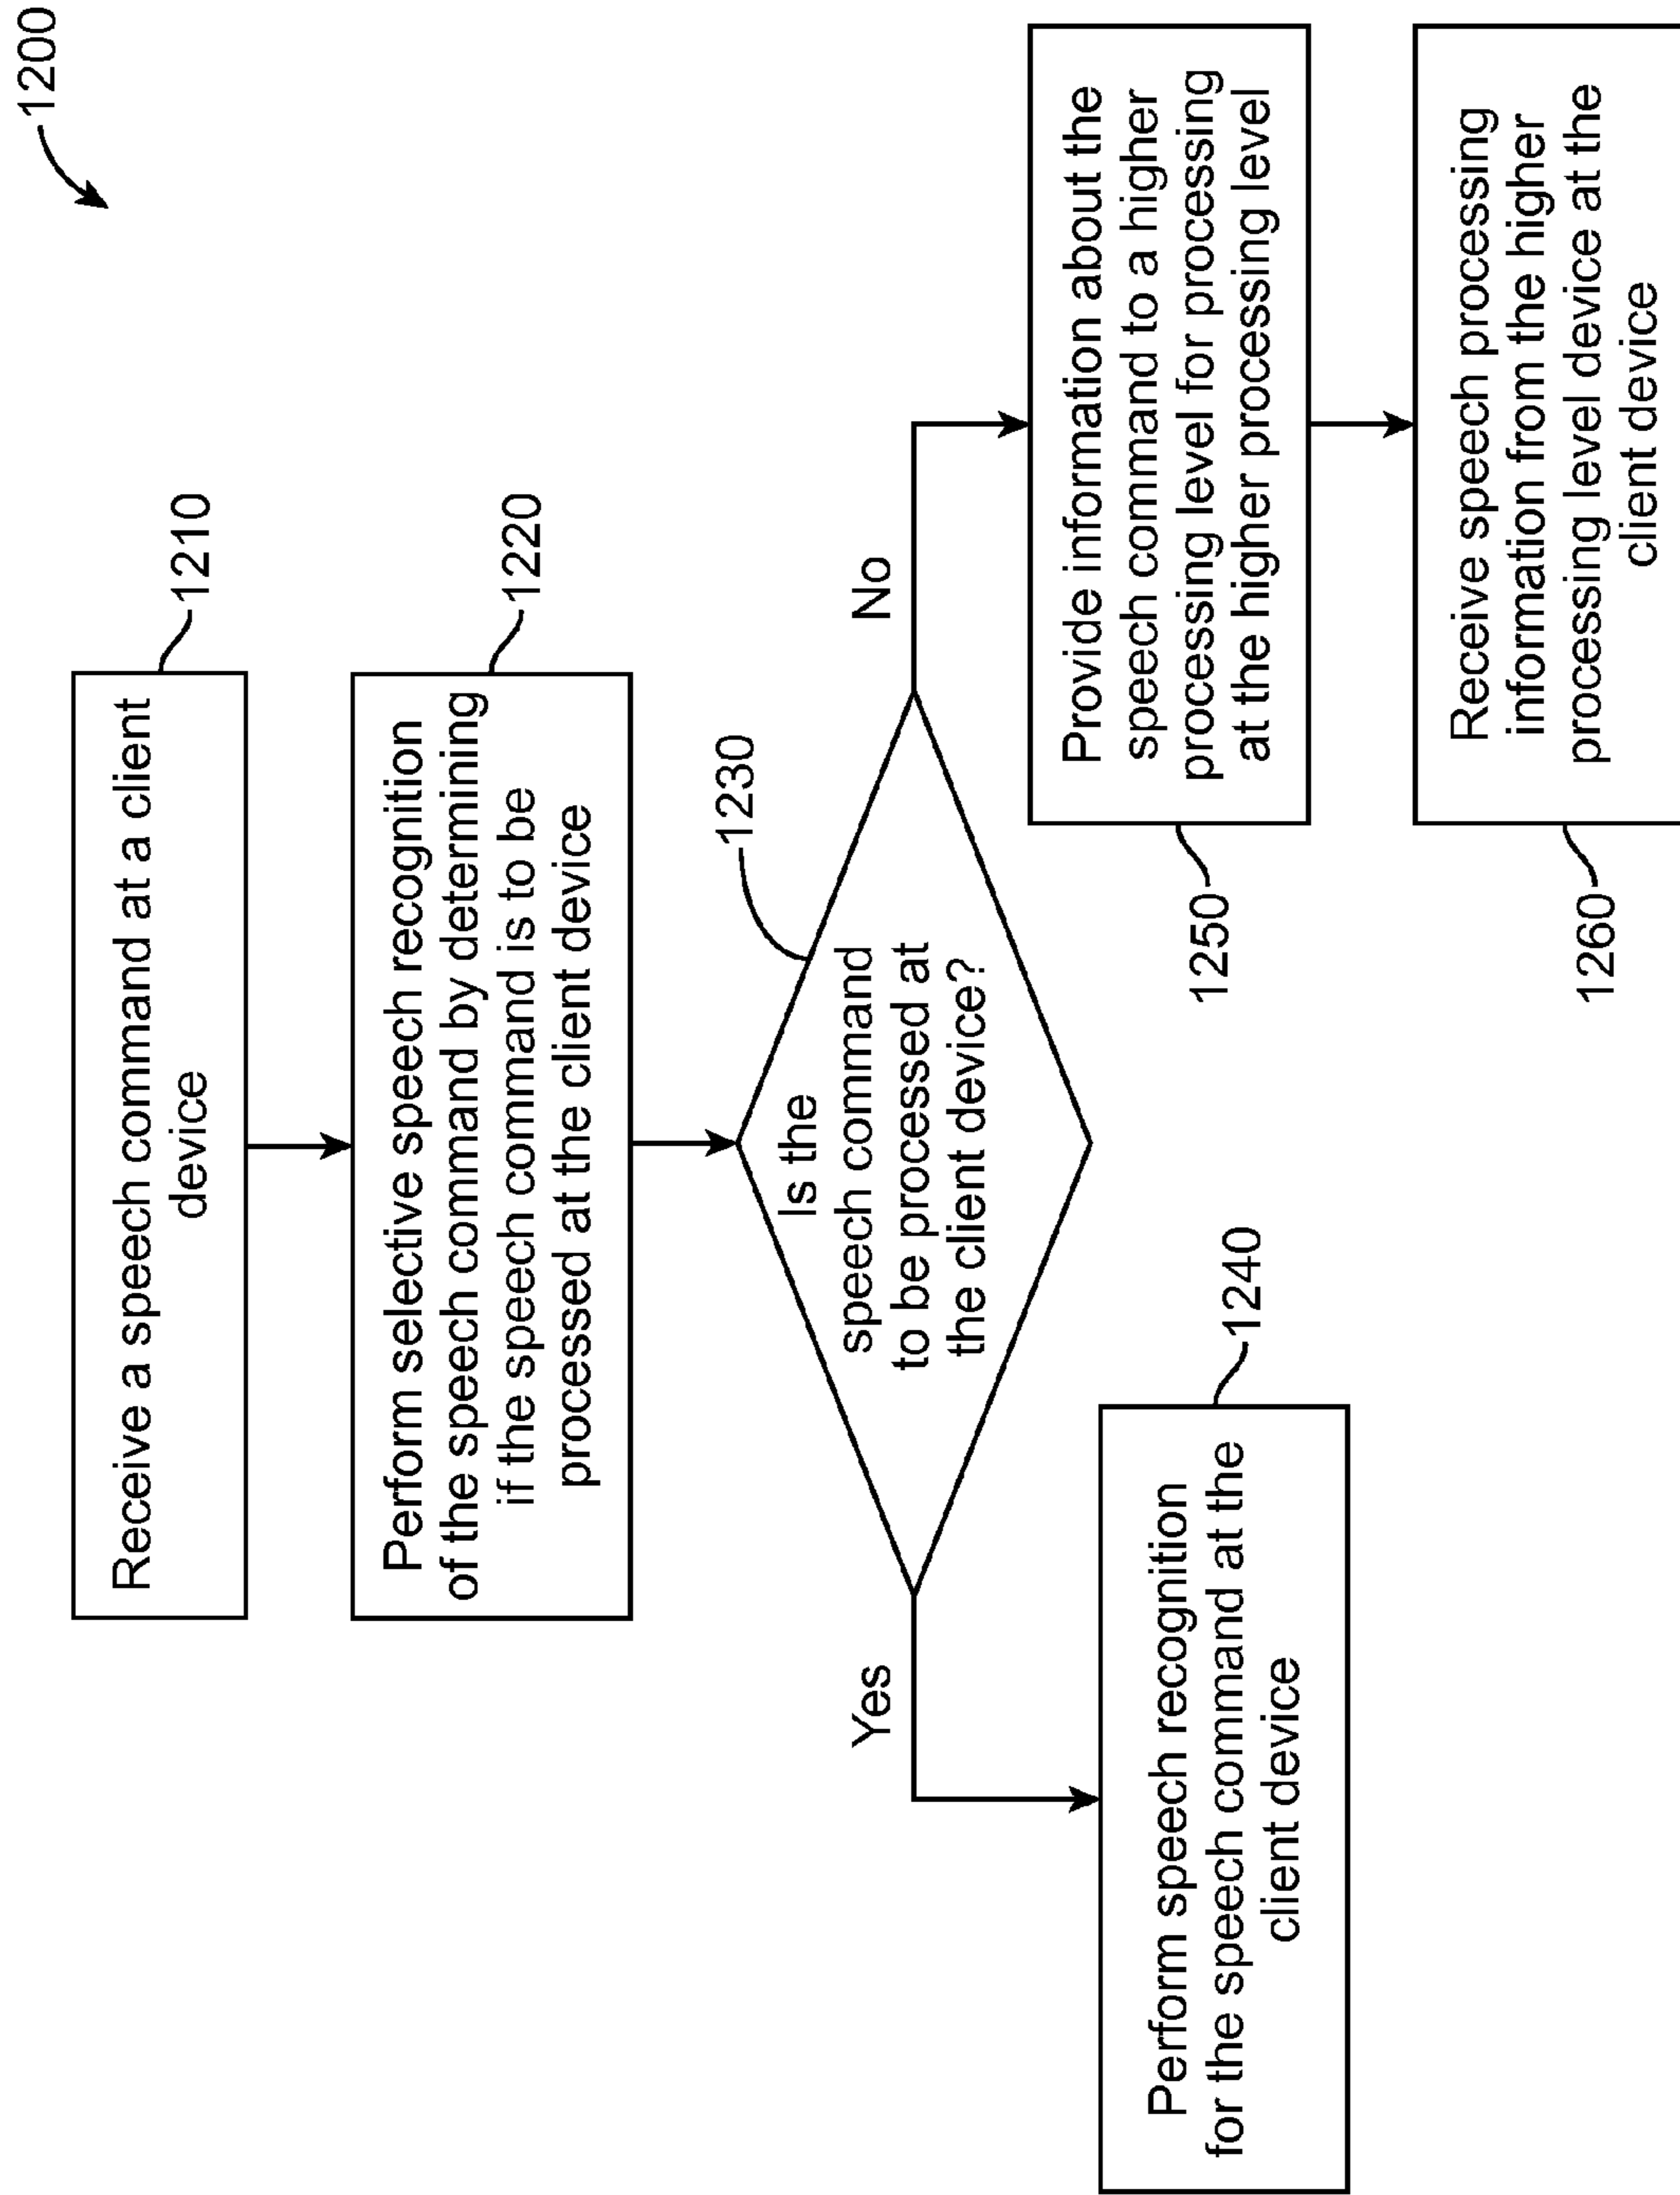 1200
Receive a speech command at a client
device
1210
Perform selective speech recognition
of the speech command by determining
if the speech command is to be
processed at the client device
1220
Is the
speech command
to be processed at
the client device?
1230
Yes
No
Perform speech recognition
for the speech command at the
client device
1240
Provide information about the
speech command to a higher
processing level for processing
at the higher processing level
1250
Receive speech processing
information from the higher
processing level device at the
client device
1260